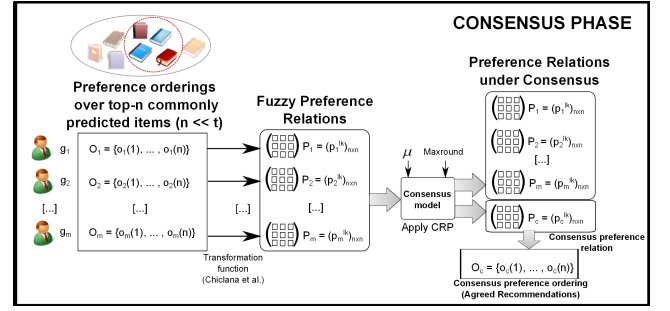 CONSENSUS PHASE
Preference orderings
over top-n commonly
predicted items (n << t)
g1 O1 = {o1(1), ... , o1(n)}
g2 O2 = {o2(1), ... , o2(n)}
[...] [...]
gm Om = {om(1), ... , om(n)}
[...]
Transformation
function
(Chiclana et al.)
Fuzzy Preference
Relations
P1 = (p1lk)nxn
P2 = (p2lk)nxn
[...]
Pm = (pmlk)nxn
μ Maxround
Consensus
model
Apply CRP
Preference Relations
under Consensus
P1 = (p1lk)nxn
P2 = (p2lk)nxn
[...]
Pm = (pmlk)nxn
Pc = (pclk)nxn
Consensus preference
relation
Oc = {oc(1), ... , oc(n)}
Consensus preference ordering
(Agreed Recommendations)